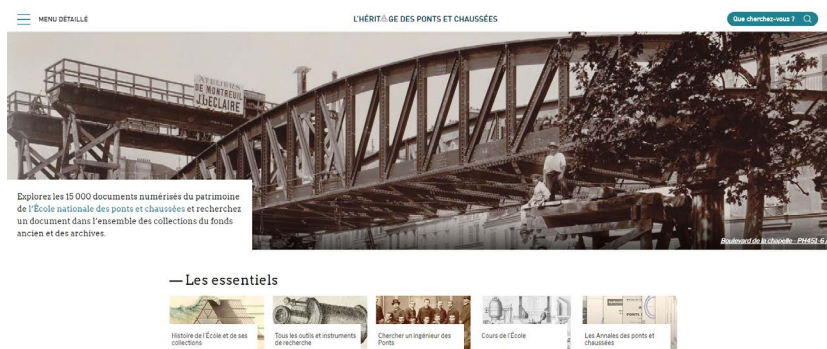 MENU DÉTAILLÉ
L'HÉRITAGE DES PONTS ET CHAUSSÉES
Que cherchez-vous ?
ATELIERS
DE MONTREUIL
J. LECLAIRE
Explorez les 15 000 documents numérisés du patrimoine
de l'École nationale des ponts et chaussées et recherchez
un document dans l'ensemble des collections du fonds
ancien et des archives.
Boulevard de la chapelle - PH451 6
— Les essentiels
Histoire de l'École et de ses
collections
Tous les outils et instruments
de recherche
Chercher un ingénieur des
Ponts
Cours de l'École
Les Annales des ponts et
chaussées